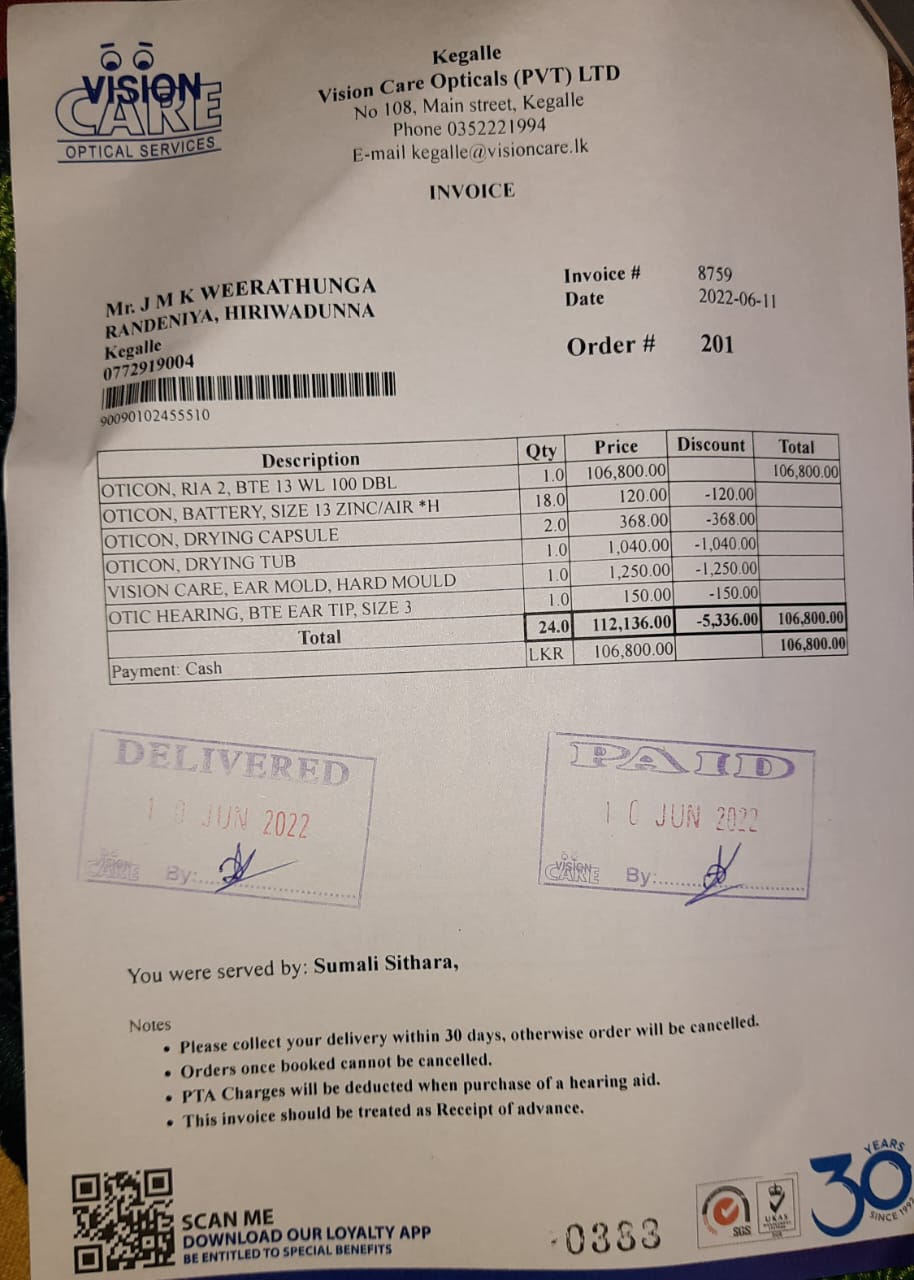 VISION
CARE
OPTICAL SERVICES
Kegalle
Vision Care Opticals (PVT) LTD
No 108, Main street, Kegalle
Phone 0352221994
E-mail kegalle@visioncare.lk
INVOICE
Mr. J M K WEERATHUNGA
RANDENIYA, HIRIWADUNNA
Kegalle
0772919004
90090102455510
Invoice # 8759
Date 2022-06-11
Order # 201
Description Qty Price Discount Total
OTICON, RIA 2, BTE 13 WL 100 DBL 1.0 106,800.00 106,800.00
OTICON, BATTERY, SIZE 13 ZINC/AIR *H 18.0 120.00 -120.00
OTICON, DRYING CAPSULE 2.0 368.00 -368.00
OTICON, DRYING TUB 1.0 1,040.00 -1,040.00
VISION CARE, EAR MOLD, HARD MOULD 1.0 1,250.00 -1,250.00
OTIC HEARING, BTE EAR TIP, SIZE 3 1.0 150.00 -150.00
Total 24.0 112,136.00 -5,336.00 106,800.00
Payment: Cash LKR 106,800.00 106,800.00
DELIVERED
10 JUN 2022
VISION CARE By:
PAID
10 JUN 2022
VISION CARE By:
You were served by: Sumali Sithara,
Notes
• Please collect your delivery within 30 days, otherwise order will be cancelled.
• Orders once booked cannot be cancelled.
• PTA Charges will be deducted when purchase of a hearing aid.
• This invoice should be treated as Receipt of advance.
SCAN ME
DOWNLOAD OUR LOYALTY APP
BE ENTITLED TO SPECIAL BENEFITS
0383
SGS
UKAS
30 YEARS